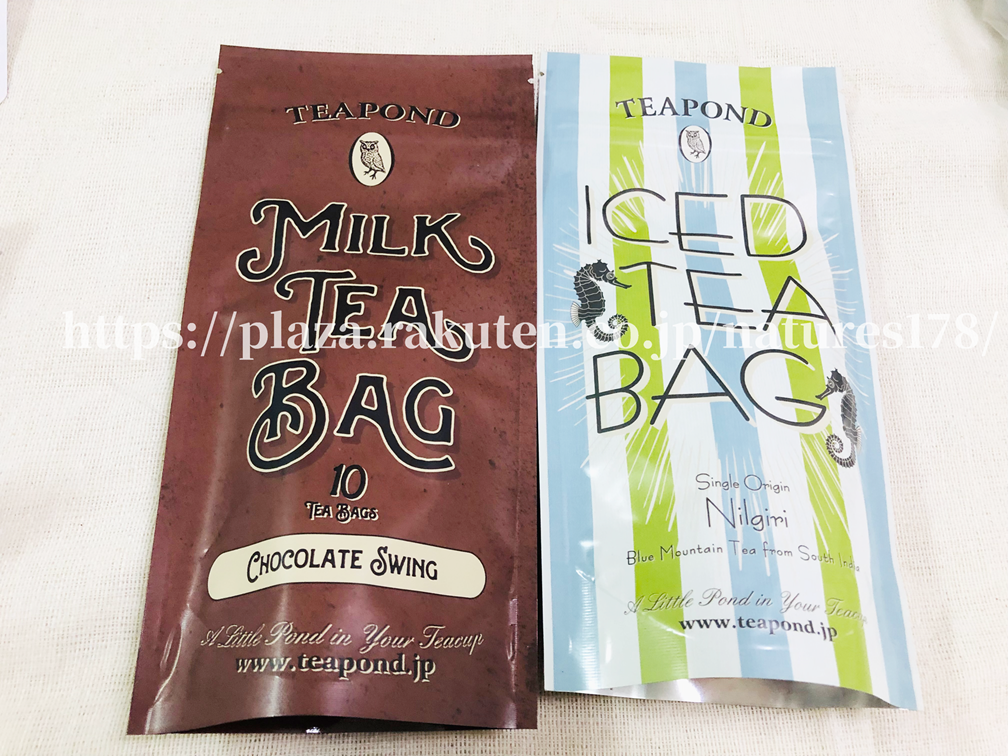 TEAPOND
MILK
TEA
BAG
10
TEA BAGS
CHOCOLATE SWING
A Little Pond in Your Teacup
www.teapond.jp
TEAPOND
ICED
TEA
BAG
Single Origin
Nilgiri
Blue Mountain Tea from South India
A Little Pond in Your Teacup
www.teapond.jp
https://plaza.rakuten.co.jp/natures178/